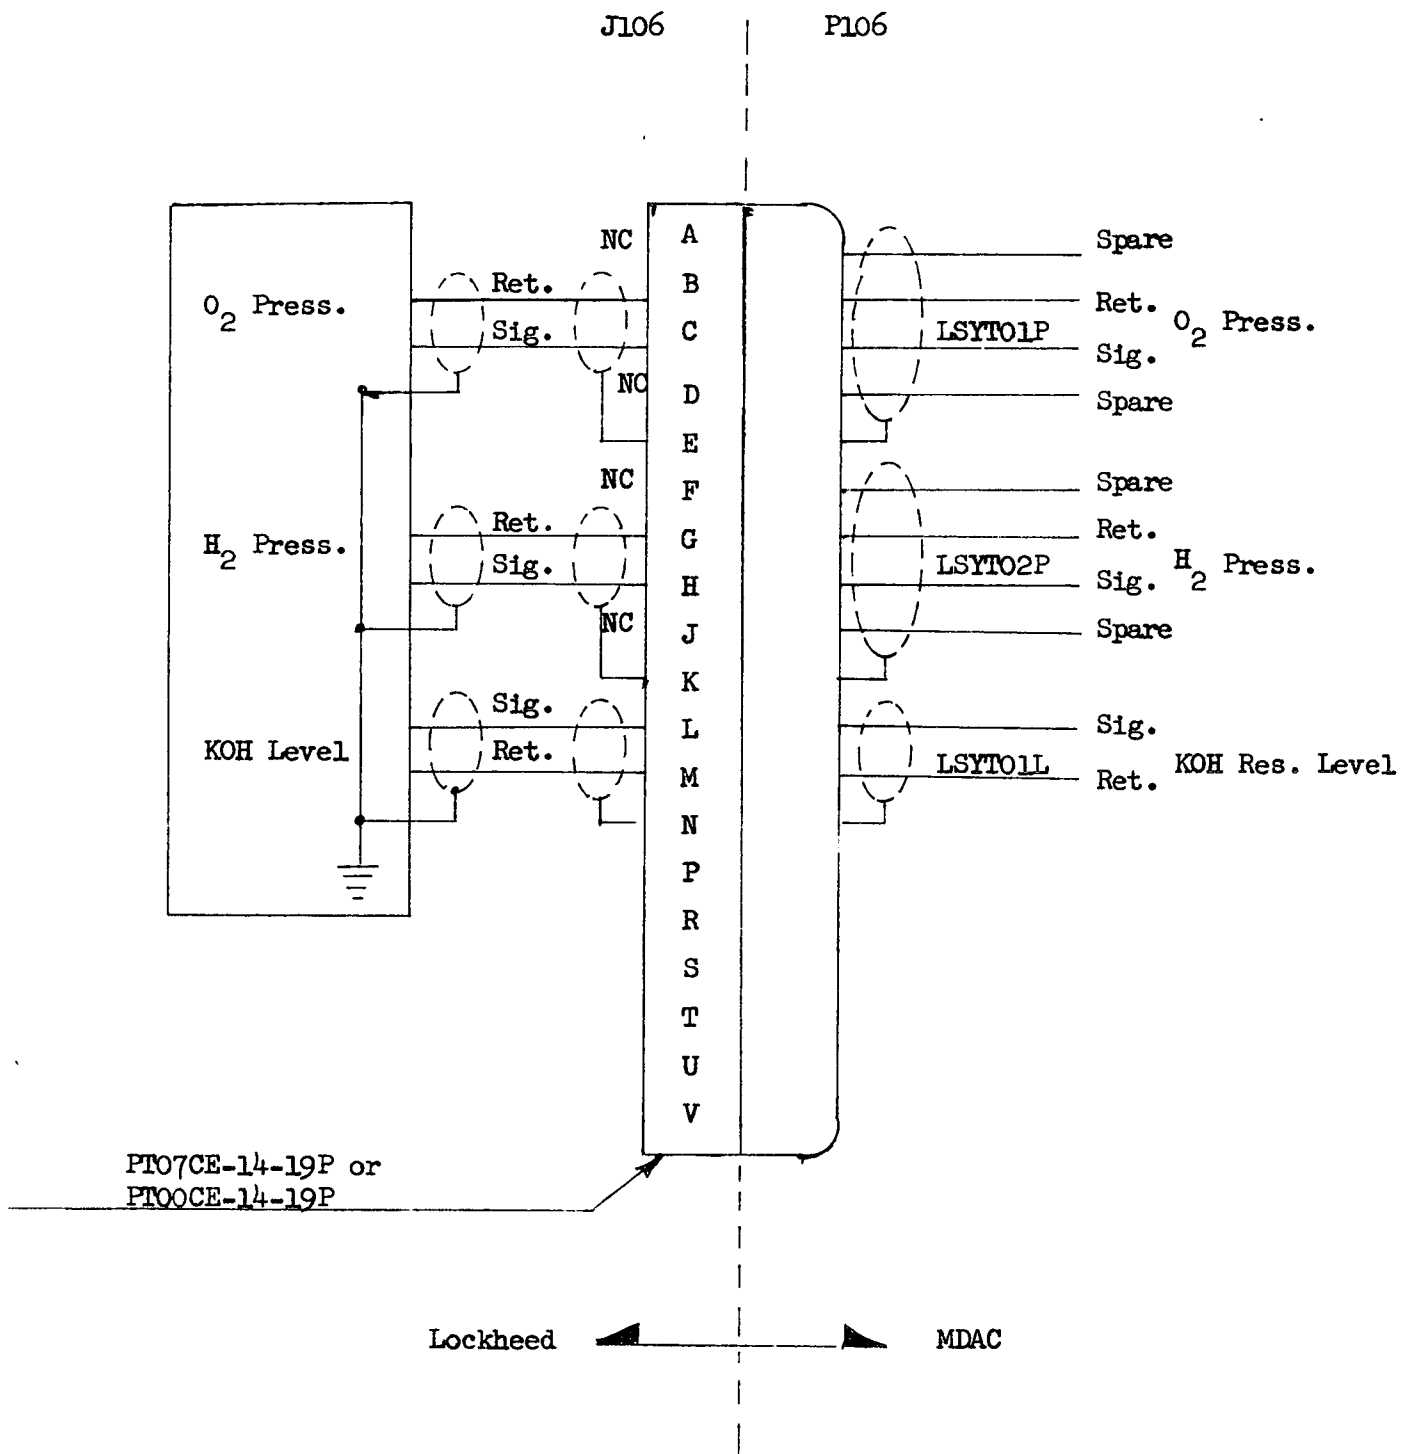 J106
P106
NC
A
Spare
B
Ret.
O2 Press.
Ret.
O2 Press.
Sig.
C
LSYT01P
Sig.
NC
D
Spare
E
NC
F
Spare
Ret.
G
Ret.
H2 Press.
Sig.
H
LSYT02P
Sig.
H2 Press.
NC
J
Spare
K
Sig.
L
Sig.
KOH Level
Ret.
M
LSYT01L
Ret.
KOH Res. Level
N
P
R
S
T
U
V
PT07CE-14-19P or
PT00CE-14-19P
Lockheed
MDAC